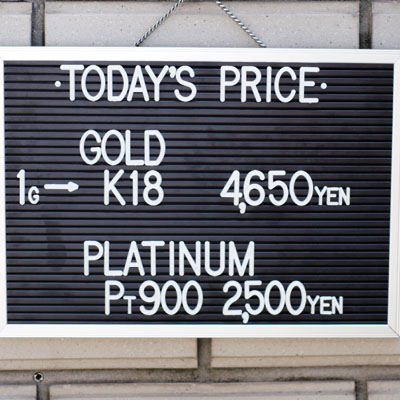 ·TODAY'S PRICE·
GOLD
1G→ K18 4,650YEN
PLATINUM
PT900 2,500YEN